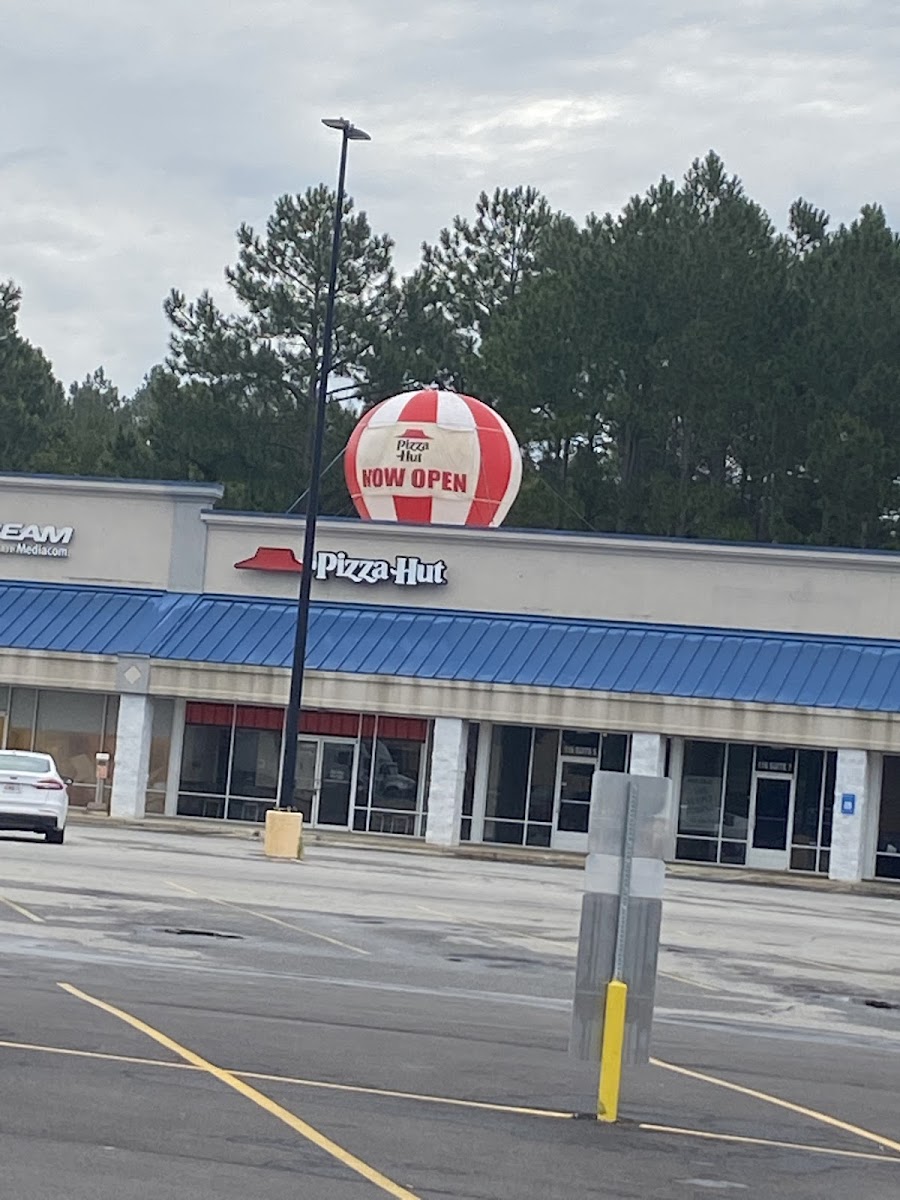 Pizza
Hut
NOW OPEN
EAM
Mediacom
Pizza Hut